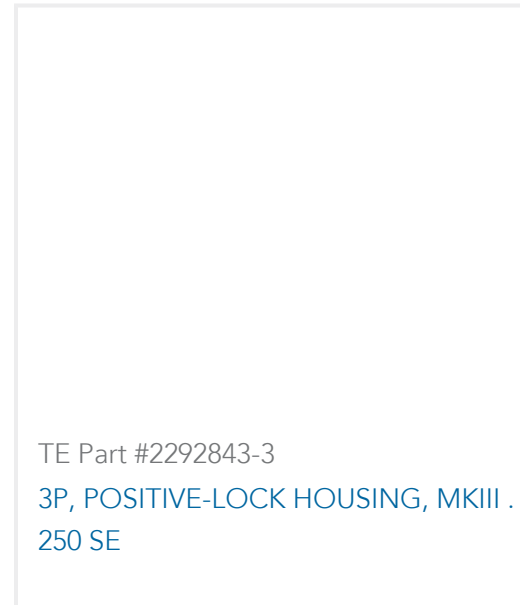 TE Part #2292843-3
3P, POSITIVE-LOCK HOUSING, MKIII .
250 SE